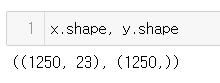 1 x.shape, y.shape
((1250, 23), (1250,))